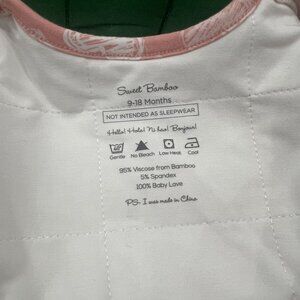 Sweet Bamboo
9-18 Months
NOT INTENDED AS SLEEPWEAR
Hello! Hola! Ni hao! Bonjour!
Gentle No Bleach Low Heat Cool
95% Viscose from Bamboo
5% Spandex
100% Baby Love
PS- I was made in China